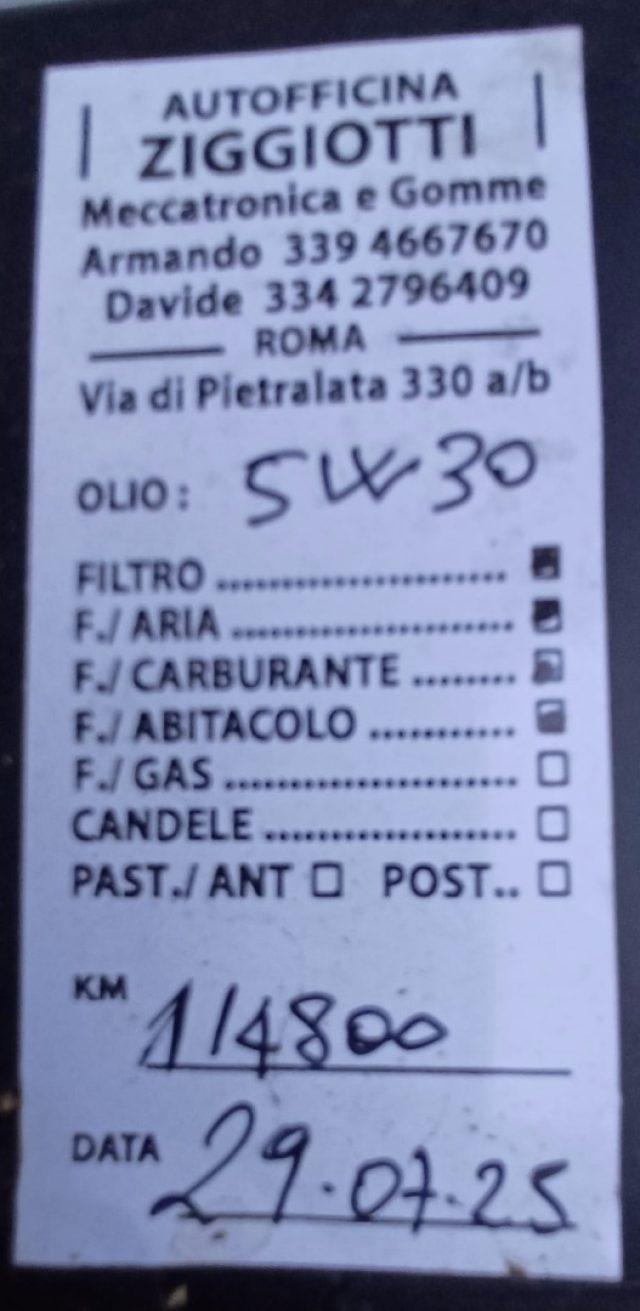 AUTOFFICINA
ZIGGIOTTI
Meccatronica e Gomme
Armando 339 4667670
Davide 334 2796409
ROMA
Via di Pietralata 330 a/b
OLIO: 5W30
FILTRO ........................
F./ ARIA ........................
F./ CARBURANTE ........
F./ ABITACOLO ............
F./ GAS ........................
CANDELE .....................
PAST./ ANT POST..
KM 114800
DATA 29.07.25